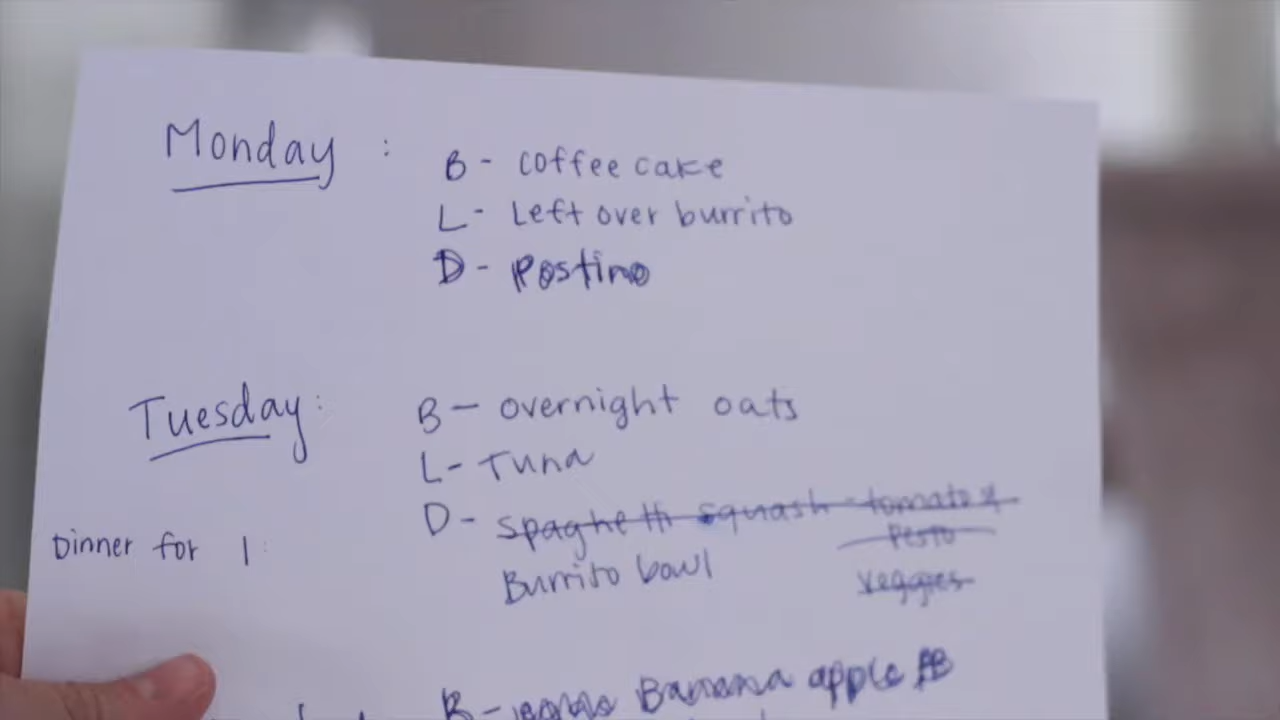 Monday :
B - coffee cake
L - Left over burrito
D - Postino
Tuesday :
B - overnight oats
L - Tuna
D - spaghetti squash - tomato &
Pesto
veggies
Burrito bowl
Dinner for 1 :
B - Banana apple PB